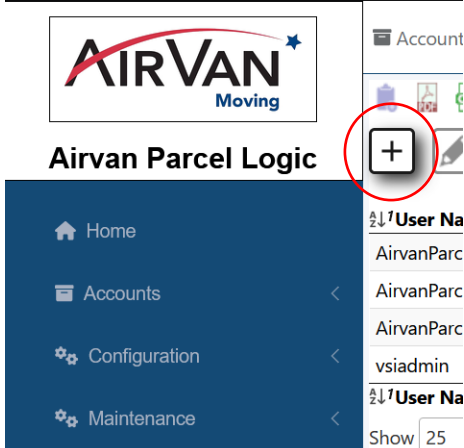 AIRVAN
Moving
Airvan Parcel Logic
Home
Accounts
Configuration
Maintenance
Account
PDF
User Na
AirvanParc
AirvanParc
AirvanParc
vsiadmin
User Na
Show 25